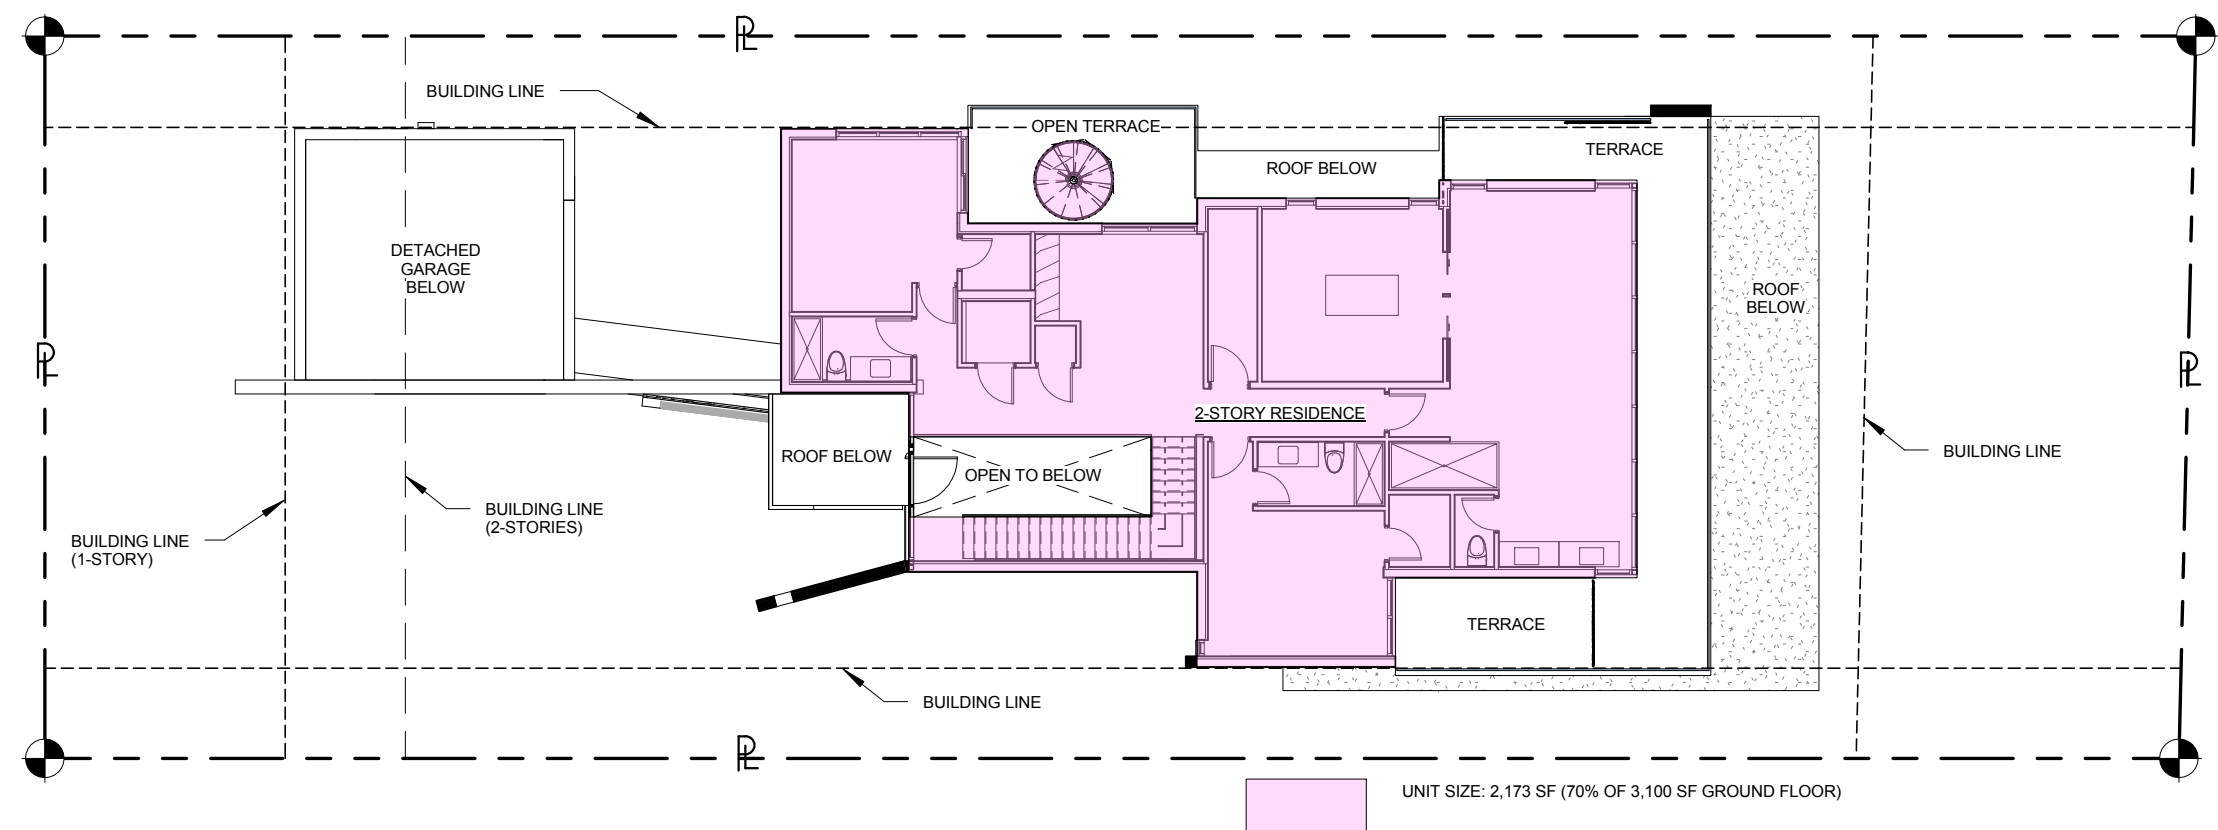 PL
BUILDING LINE
OPEN TERRACE
TERRACE
ROOF BELOW
DETACHED
GARAGE
BELOW
ROOF
BELOW
PL
PL
2-STORY RESIDENCE
BUILDING LINE
ROOF BELOW
OPEN TO BELOW
BUILDING LINE
(2-STORIES)
BUILDING LINE
(1-STORY)
TERRACE
BUILDING LINE
PL
UNIT SIZE: 2,173 SF (70% OF 3,100 SF GROUND FLOOR)